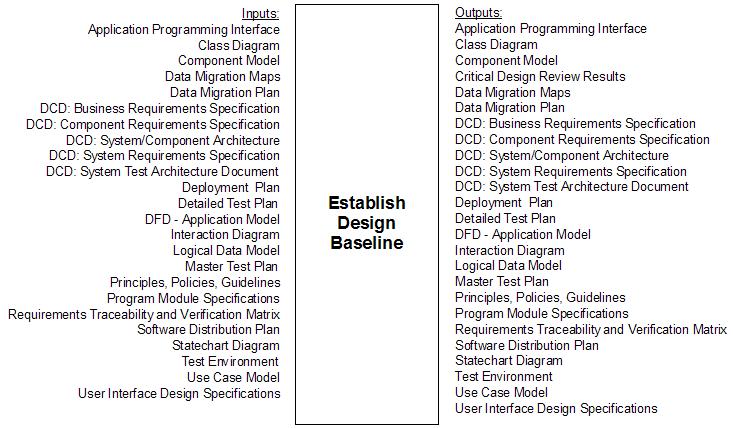 Inputs:
Application Programming Interface
Class Diagram
Component Model
Data Migration Maps
Data Migration Plan
DCD: Business Requirements Specification
DCD: Component Requirements Specification
DCD: System/Component Architecture
DCD: System Requirements Specification
DCD: System Test Architecture Document
Deployment Plan
Detailed Test Plan
DFD - Application Model
Interaction Diagram
Logical Data Model
Master Test Plan
Principles, Policies, Guidelines
Program Module Specifications
Requirements Traceability and Verification Matrix
Software Distribution Plan
Statechart Diagram
Test Environment
Use Case Model
User Interface Design Specifications
Establish
Design
Baseline
Outputs:
Application Programming Interface
Class Diagram
Component Model
Critical Design Review Results
Data Migration Maps
Data Migration Plan
DCD: Business Requirements Specification
DCD: Component Requirements Specification
DCD: System/Component Architecture
DCD: System Requirements Specification
DCD: System Test Architecture Document
Deployment Plan
Detailed Test Plan
DFD - Application Model
Interaction Diagram
Logical Data Model
Master Test Plan
Principles, Policies, Guidelines
Program Module Specifications
Requirements Traceability and Verification Matrix
Software Distribution Plan
Statechart Diagram
Test Environment
Use Case Model
User Interface Design Specifications